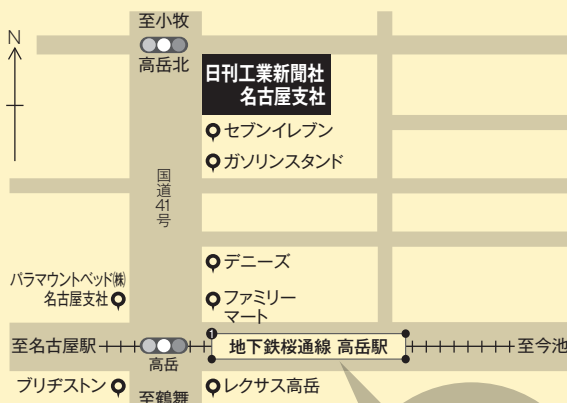 至小牧
N
高岳北
日刊工業新聞社
名古屋支社
セブンイレブン
ガソリンスタンド
国道41号
デニーズ
パラマウントベッド㈱
名古屋支社
ファミリー
マート
至名古屋駅
高岳
1
地下鉄桜通線 高岳駅
至今池
ブリヂストン
至鶴舞
レクサス高岳